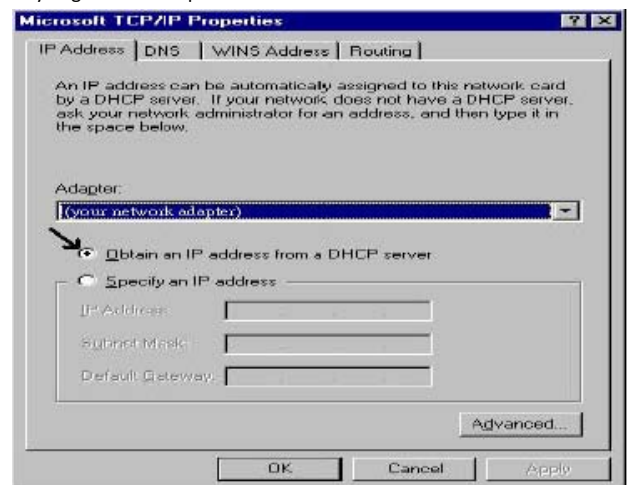 Microsoft TCP/IP Properties
IP Address DNS WINS Address Routing
An IP address can be automatically assigned to this network card
by a DHCP server. If your network does not have a DHCP server,
ask your network administrator for an address, and then type it in
the space below.
Adapter:
(your network adapter)
Obtain an IP address from a DHCP server
Specify an IP address
IP Address:
Subnet Mask:
Default Gateway:
Advanced...
OK Cancel Apply